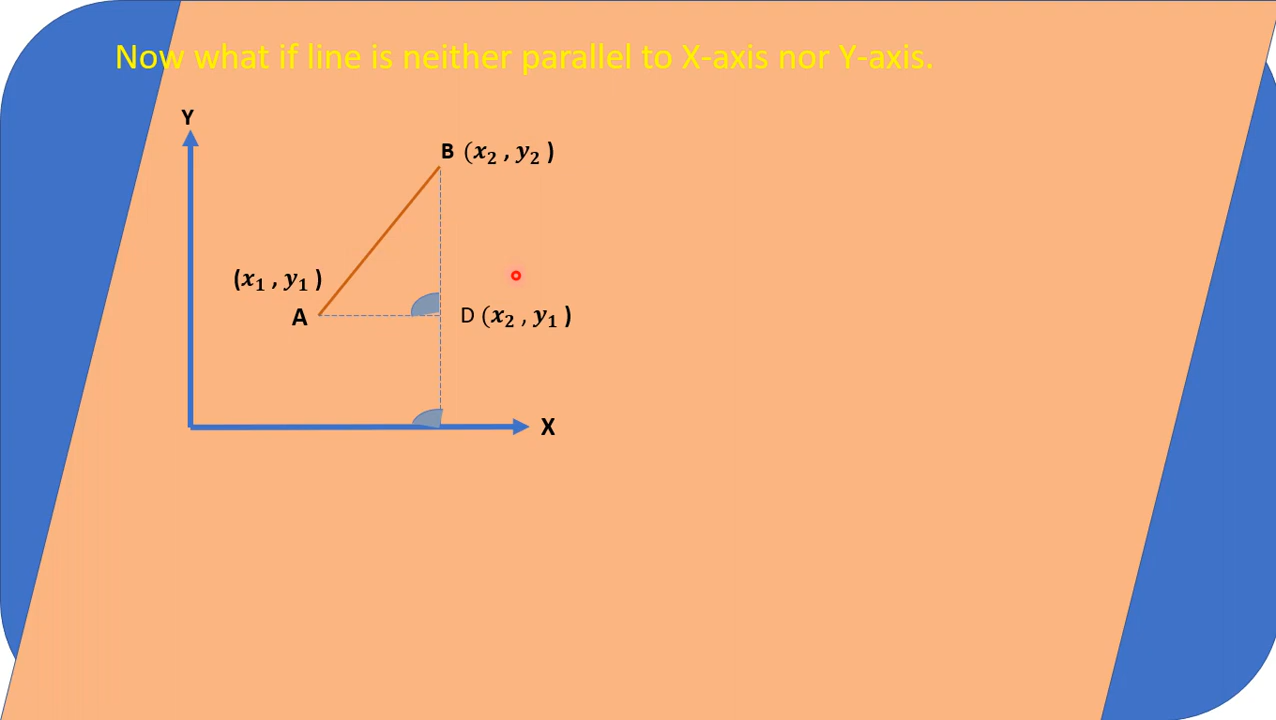 Now what if line is neither parallel to X-axis nor Y-axis.
Y
B (x₂ , y₂ )
(x₁ , y₁ )
A
D (x₂ , y₁ )
X